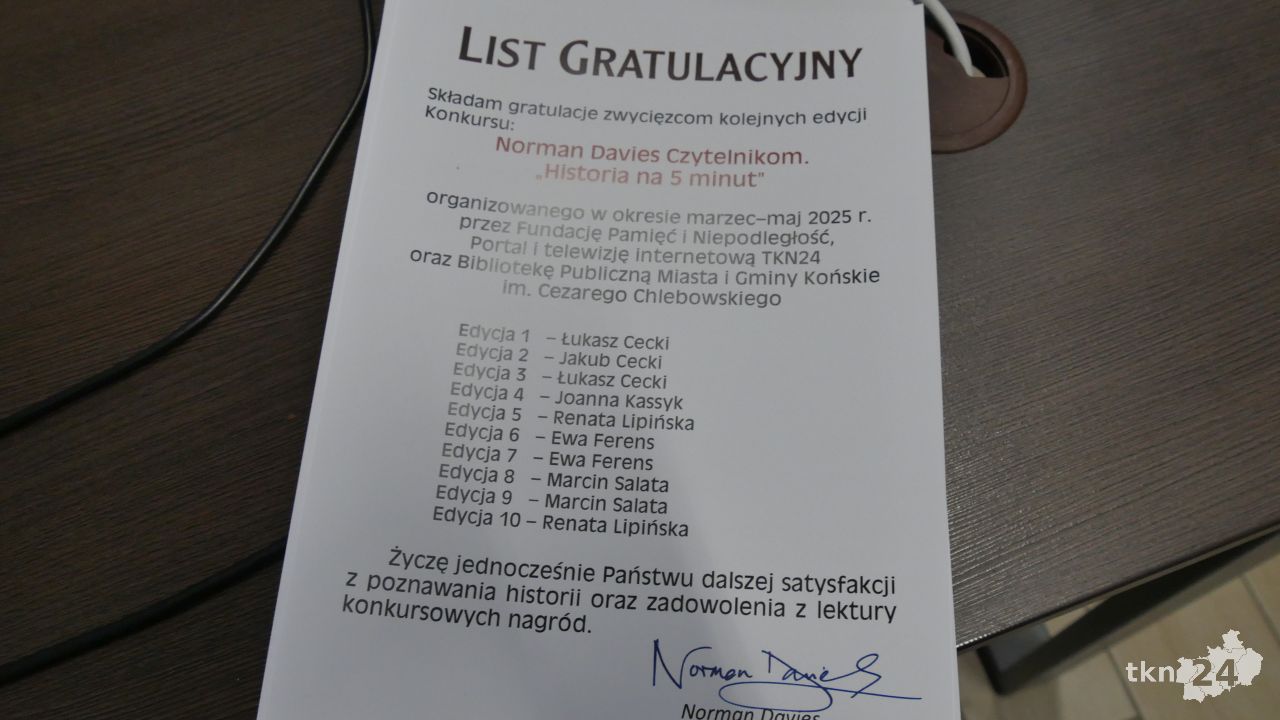 LIST GRATULACYJNY
Składam gratulacje zwycięzcom kolejnych edycji
Konkursu:
Norman Davies Czytelnikom.
„Historia na 5 minut"
organizowanego w okresie marzec–maj 2025 r.
przez Fundację Pamięć i Niepodległość,
Portal i telewizję internetową TKN24
oraz Bibliotekę Publiczną Miasta i Gminy Końskie
im. Cezarego Chlebowskiego
Edycja 1 – Łukasz Cecki
Edycja 2 – Jakub Cecki
Edycja 3 – Łukasz Cecki
Edycja 4 – Joanna Kassyk
Edycja 5 – Renata Lipińska
Edycja 6 – Ewa Ferens
Edycja 7 – Ewa Ferens
Edycja 8 – Marcin Salata
Edycja 9 – Marcin Salata
Edycja 10 – Renata Lipińska
Życzę jednocześnie Państwu dalszej satysfakcji
z poznawania historii oraz zadowolenia z lektury
konkursowych nagród.
Norman Davies
Norman Davies
tkn24